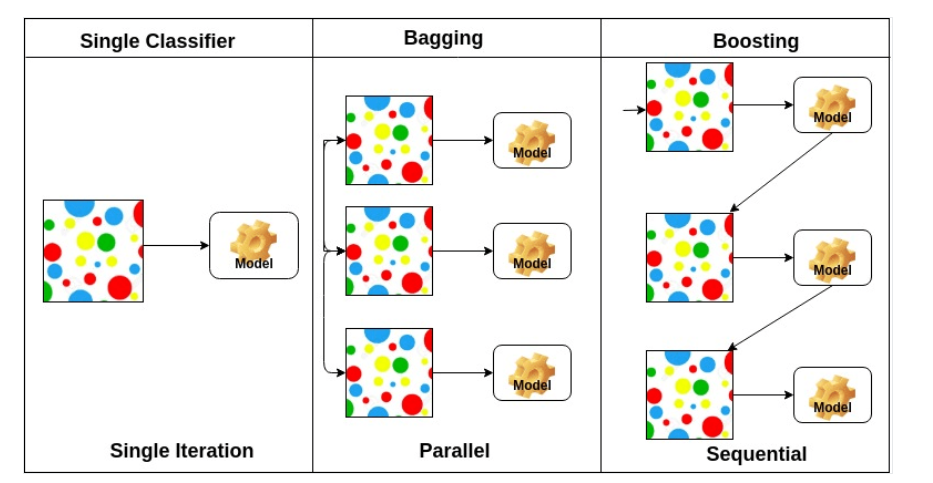 Single Classifier
Bagging
Boosting
Model
Model
Model
Model
Model
Model
Model
Single Iteration
Parallel
Sequential